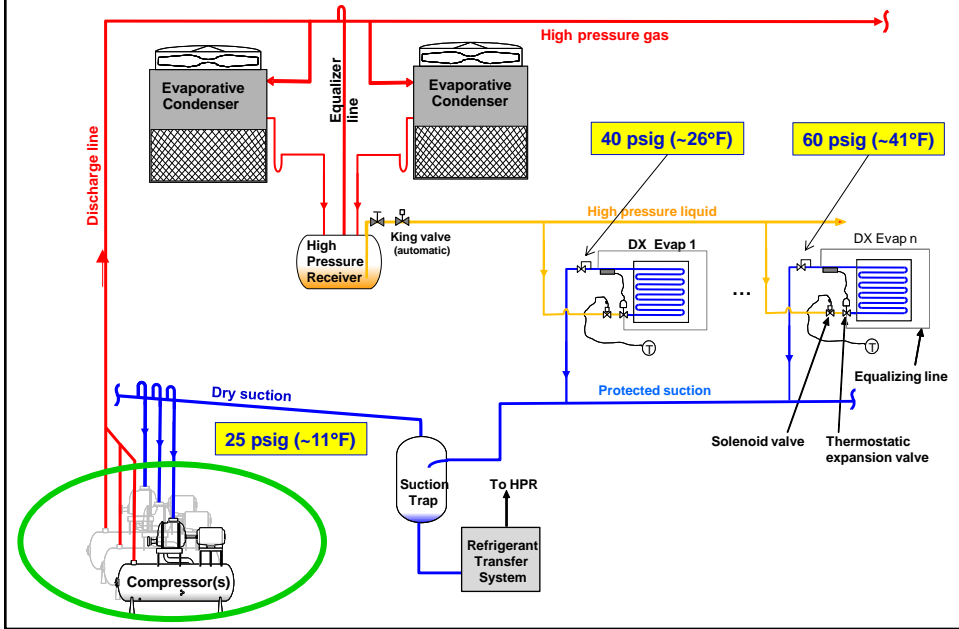 High pressure gas
Evaporative
Condenser
Equalizer
line
Evaporative
Condenser
Discharge line
40 psig (~26°F)
60 psig (~41°F)
High pressure liquid
King valve
(automatic)
High
Pressure
Receiver
DX Evap 1
DX Evap n
...
T
T
Equalizing line
Dry suction
Protected suction
25 psig (~11°F)
Solenoid valve
Thermostatic
expansion valve
Suction
Trap
To HPR
Refrigerant
Transfer
System
Compressor(s)